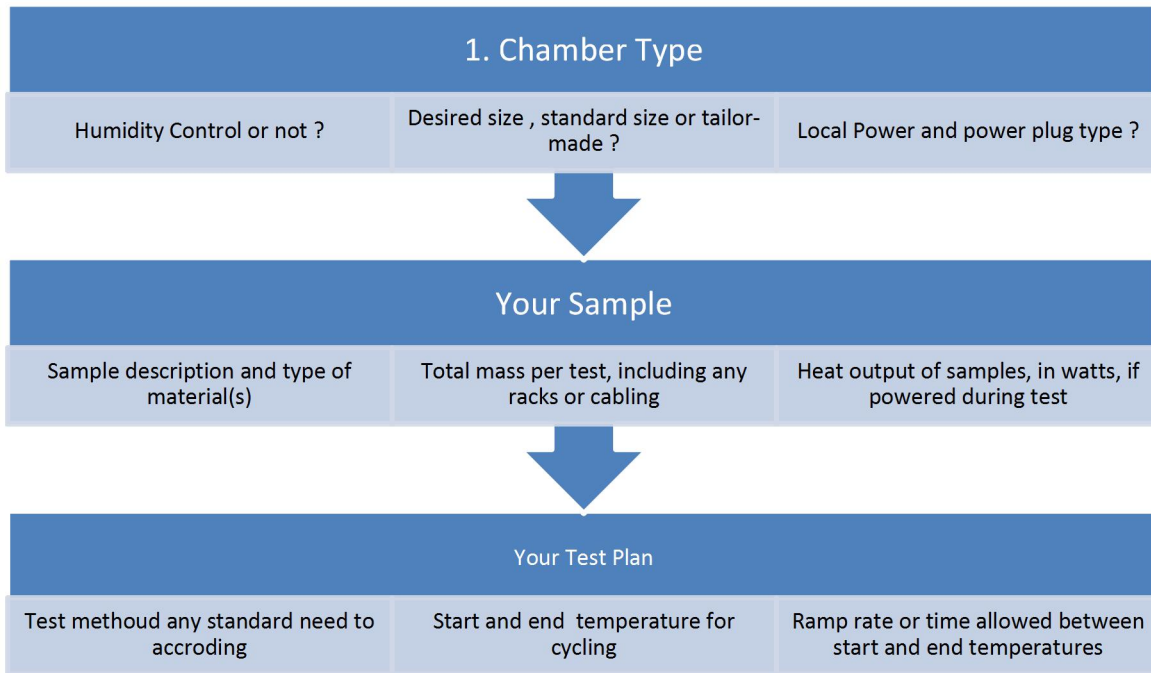 1. Chamber Type
Humidity Control or not ?
Desired size , standard size or tailor-
made ?
Local Power and power plug type ?
Your Sample
Sample description and type of
material(s)
Total mass per test, including any
racks or cabling
Heat output of samples, in watts, if
powered during test
Your Test Plan
Test methoud any standard need to
accroding
Start and end  temperature for
cycling
Ramp rate or time allowed between
start and end temperatures